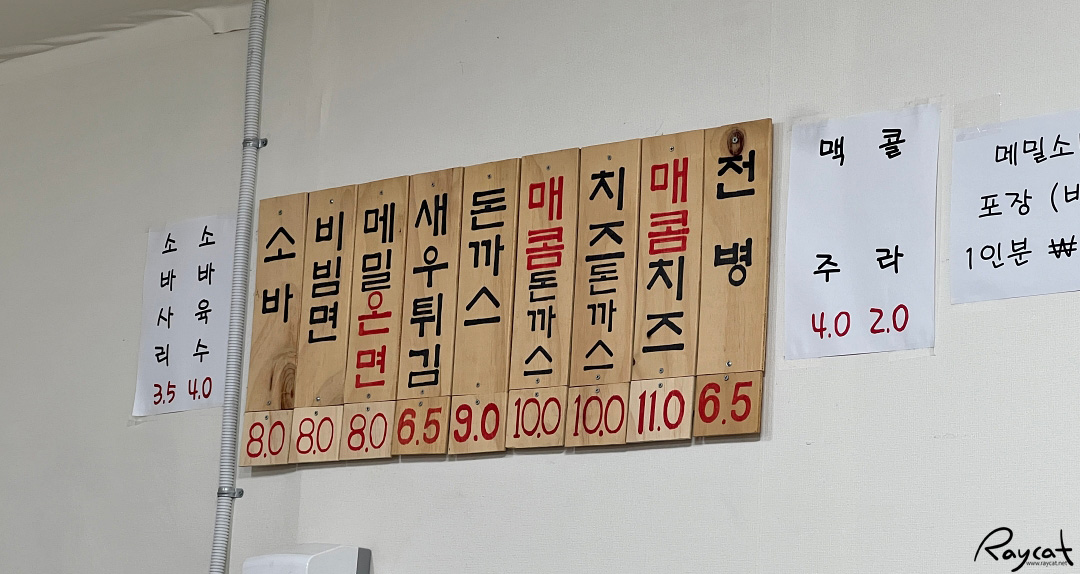 소바사리 3.5
소바육수 4.0
소바 8.0
비빔면 8.0
메밀온면 8.0
새우튀김 6.5
돈까스 9.0
매콤돈까스 10.0
치즈돈까스 10.0
매콤치즈 11.0
전병 6.5
맥주 4.0
콜라 2.0
메밀소
포장 (
1인분 ₩
Raycat
www.raycat.net